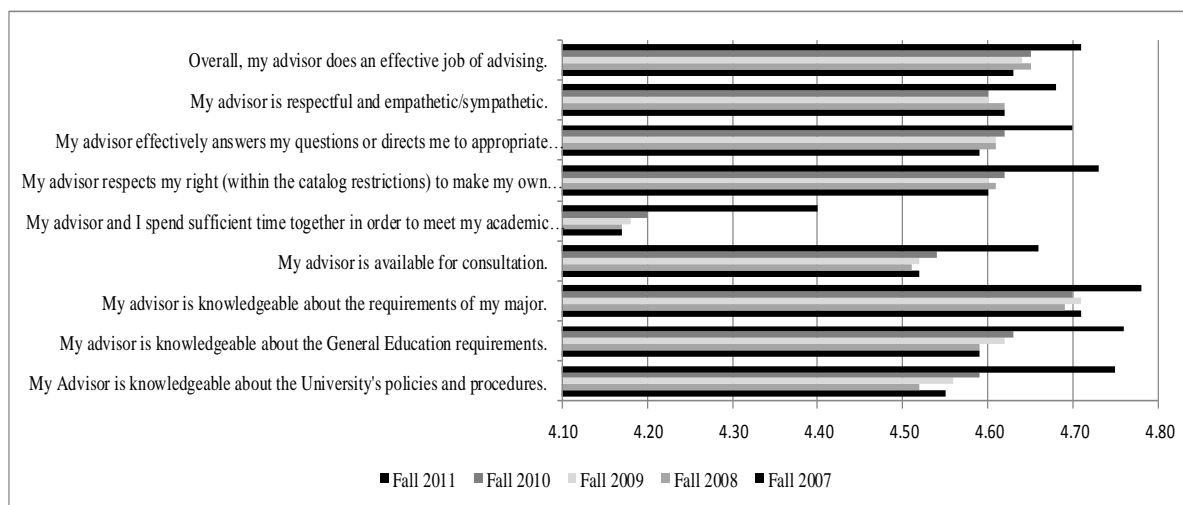 Overall, my advisor does an effective job of advising.
My advisor is respectful and empathetic/sympathetic.
My advisor effectively answers my questions or directs me to appropriate…
My advisor respects my right (within the catalog restrictions) to make my own…
My advisor and I spend sufficient time together in order to meet my academic…
My advisor is available for consultation.
My advisor is knowledgeable about the requirements of my major.
My advisor is knowledgeable about the General Education requirements.
My Advisor is knowledgeable about the University's policies and procedures.
4.10 4.20 4.30 4.40 4.50 4.60 4.70 4.80
Fall 2011 Fall 2010 Fall 2009 Fall 2008 Fall 2007